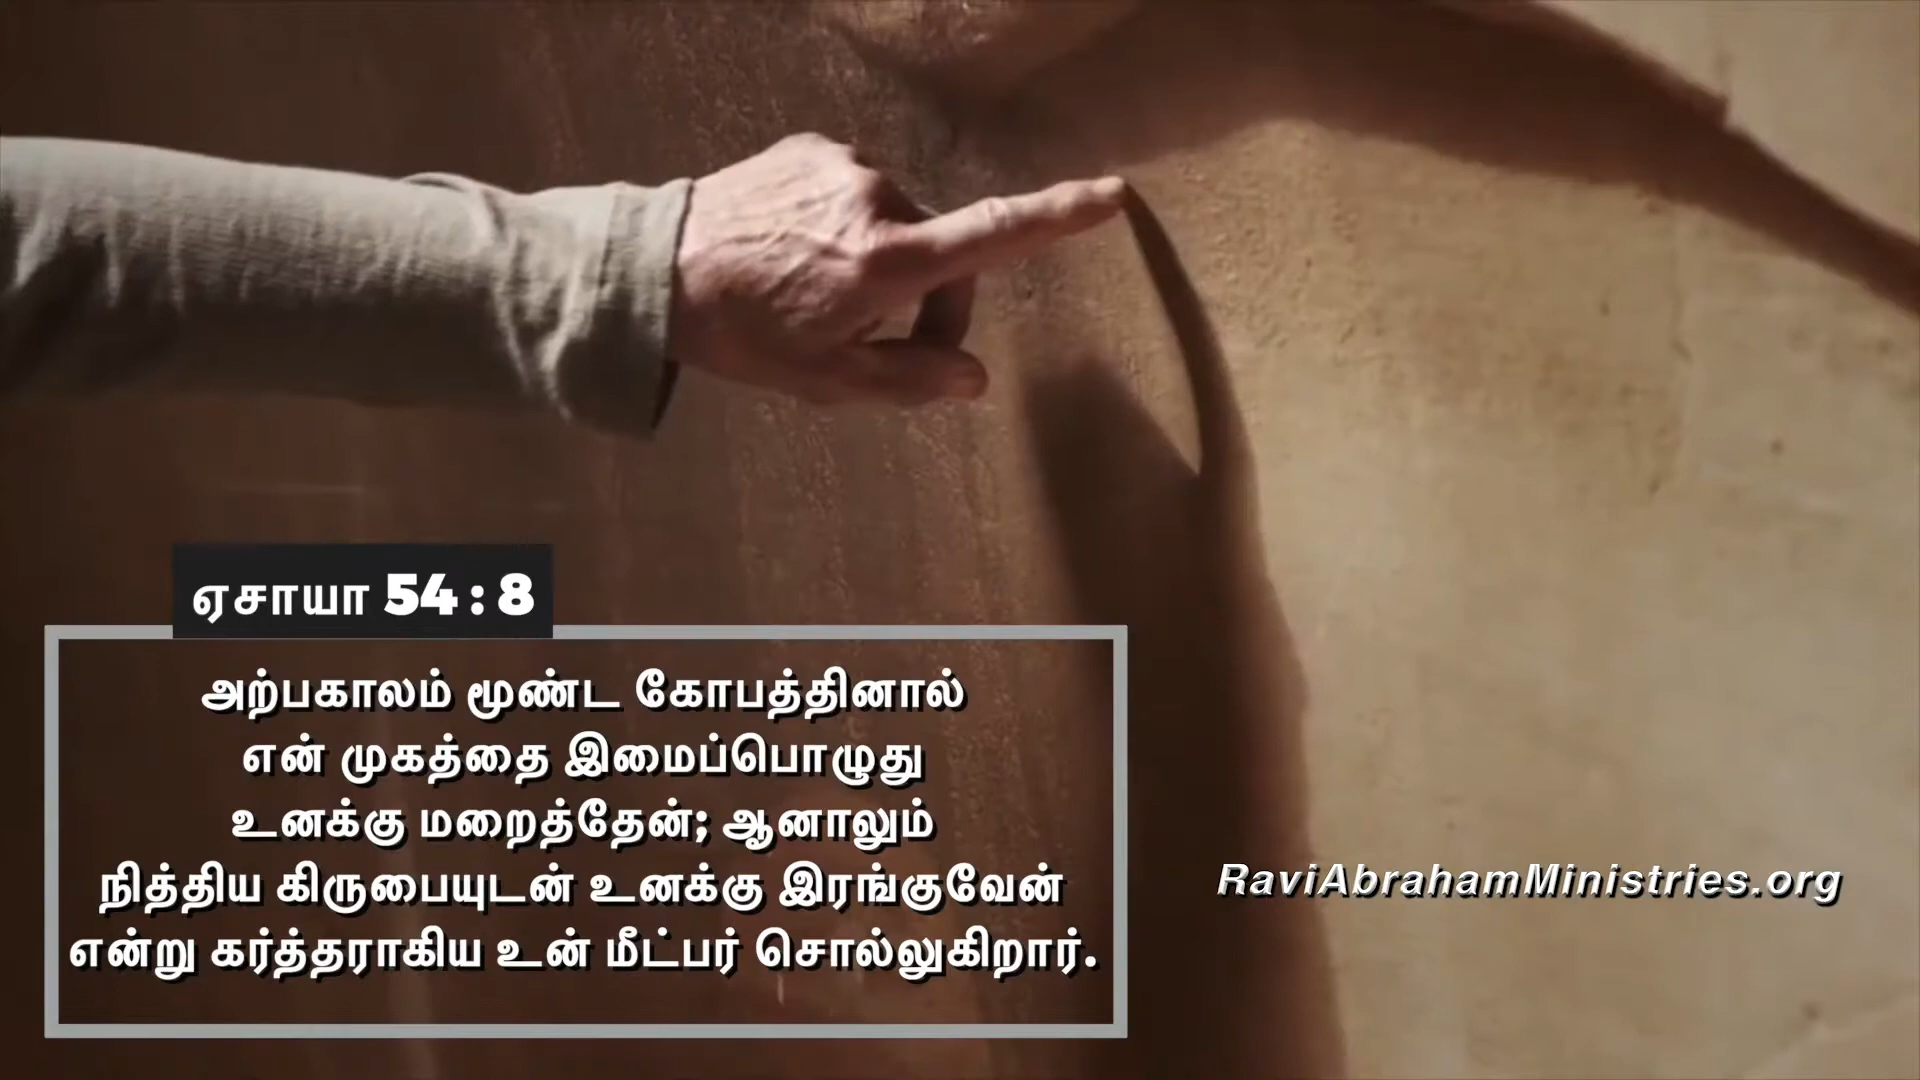 ஏசாயா 54 : 8
அற்பகாலம் மூண்ட கோபத்தினால்
என் முகத்தை இமைப்பொழுது
உனக்கு மறைத்தேன்; ஆனாலும்
நித்திய கிருபையுடன் உனக்கு இரங்குவேன்
என்று கர்த்தராகிய உன் மீட்பர் சொல்லுகிறார்.
RaviAbrahamMinistries.org